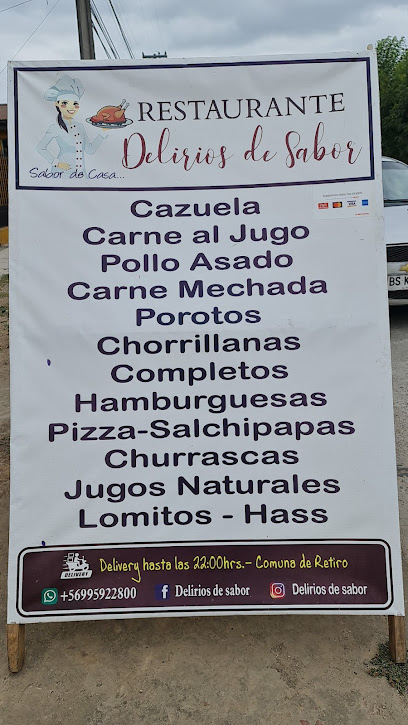 RESTAURANTE
Delirios de Sabor
Sabor de Casa...
Cazuela
Carne al Jugo
Pollo Asado
Carne Mechada
Porotos
Chorrillanas
Completos
Hamburguesas
Pizza-Salchipapas
Churrascas
Jugos Naturales
Lomitos - Hass
DELIVERY
Delivery hasta las 22:00hrs.- Comuna de Retiro
+56995922800
Delirios de sabor
Delirios de sabor
BS K